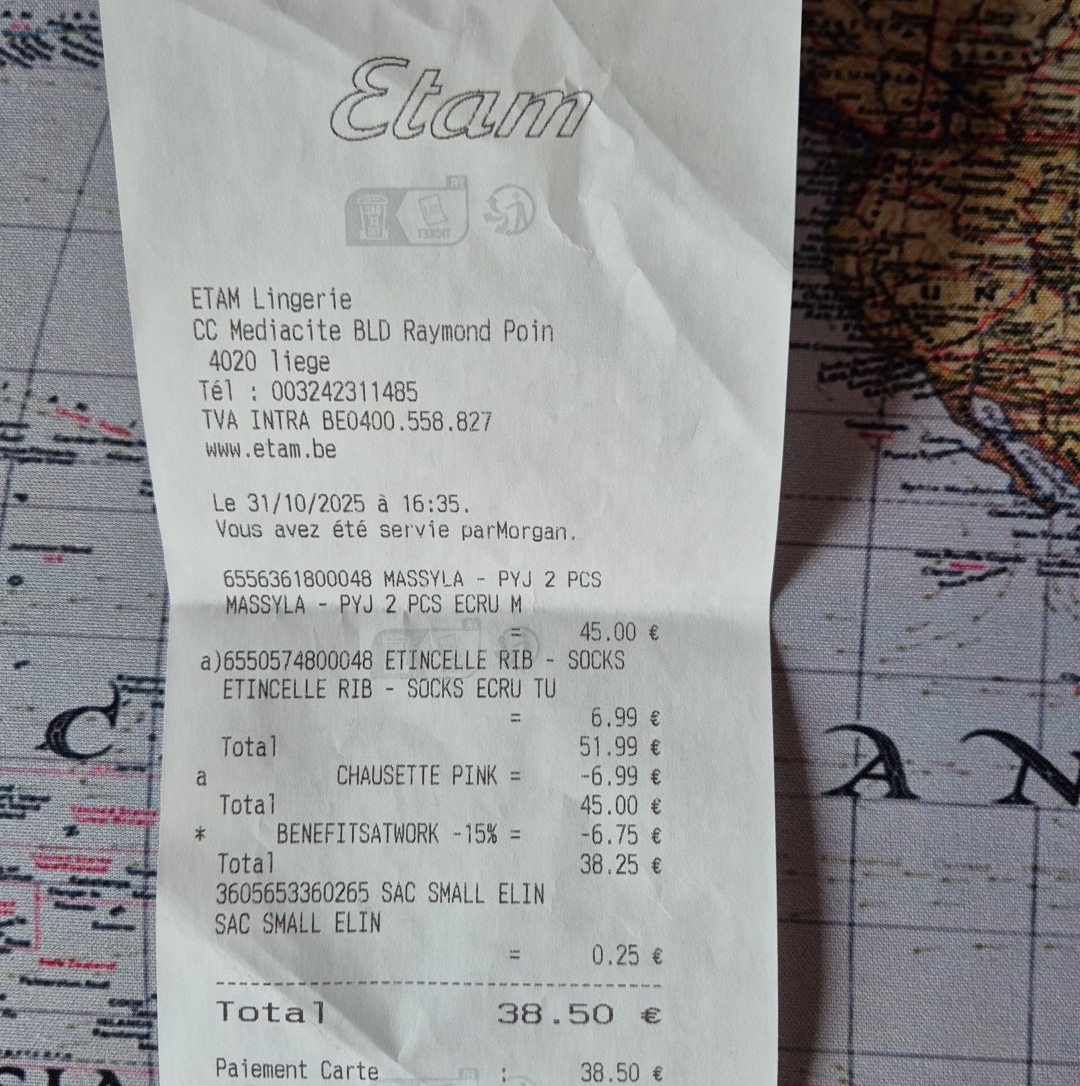 Etam
ETAM Lingerie
CC Mediacite BLD Raymond Poin
4020 liege
Tél : 003242311485
TVA INTRA BE0400.558.827
www.etam.be
Le 31/10/2025 à 16:35.
Vous avez été servie parMorgan.
6556361800048 MASSYLA - PYJ 2 PCS
MASSYLA - PYJ 2 PCS ECRU M
= 45.00 €
a)6550574800048 ETINCELLE RIB - SOCKS
ETINCELLE RIB - SOCKS ECRU TU
= 6.99 €
Total 51.99 €
a CHAUSETTE PINK = -6.99 €
Total 45.00 €
* BENEFITSATWORK -15% = -6.75 €
Total 38.25 €
3605653360265 SAC SMALL ELIN
SAC SMALL ELIN
= 0.25 €
Total 38.50 €
Paiement Carte : 38.50 €